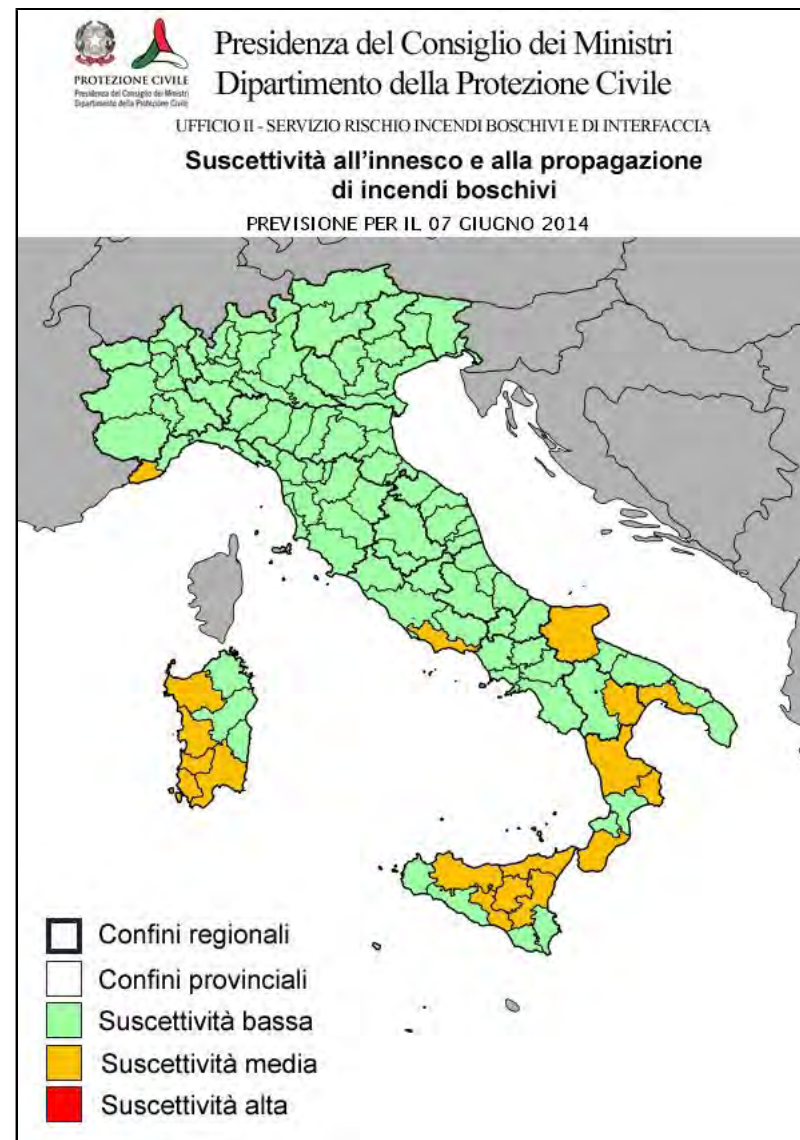 Presidenza del Consiglio dei Ministri
Dipartimento della Protezione Civile
PROTEZIONE CIVILE
Presidenza del Consiglio dei Ministri
Dipartimento della Protezione Civile
UFFICIO II - SERVIZIO RISCHIO INCENDI BOSCHIVI E DI INTERFACCIA
Suscettività all'innesco e alla propagazione
di incendi boschivi
PREVISIONE PER IL 07 GIUGNO 2014
Confini regionali
Confini provinciali
Suscettività bassa
Suscettività media
Suscettività alta